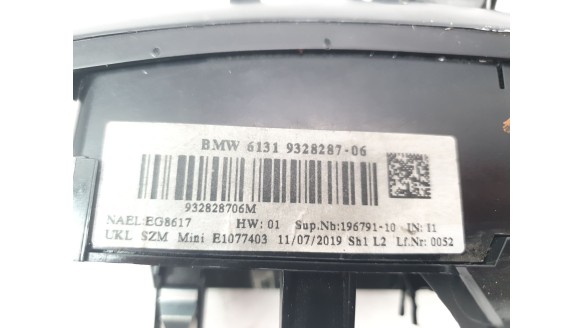 BMW 6131 9328287-06
932828706M
NAEL:EG8617 HW: 01 Sup.Nb:196791-10 IN: I1
UKL SZM Mini E1077403 11/07/2019 Sh1 L2 Lf.Nr: 0052